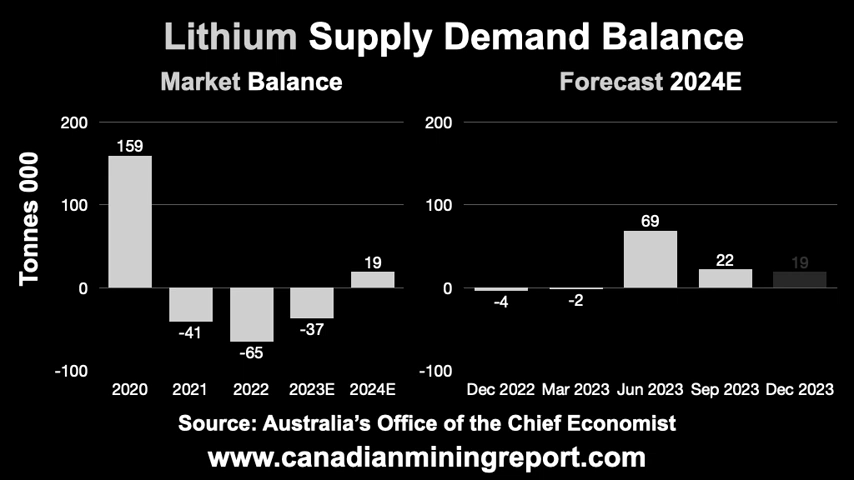 Lithium Supply Demand Balance
Market Balance
Forecast 2024E
Tonnes 000
200
159
100
0
19
-41
-65
-37
-100
2020 2021 2022 2023E 2024E
200
100
69
22
19
0
-4
-2
-100
Dec 2022 Mar 2023 Jun 2023 Sep 2023 Dec 2023
Source: Australia's Office of the Chief Economist
www.canadianminingreport.com